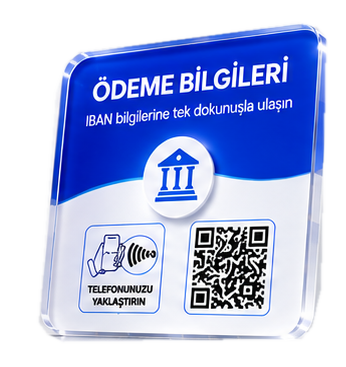 ÖDEME BİLGİLERİ
IBAN bilgilerine tek dokunuşla ulaşın
TELEFONUNUZU
YAKLAŞTIRIN